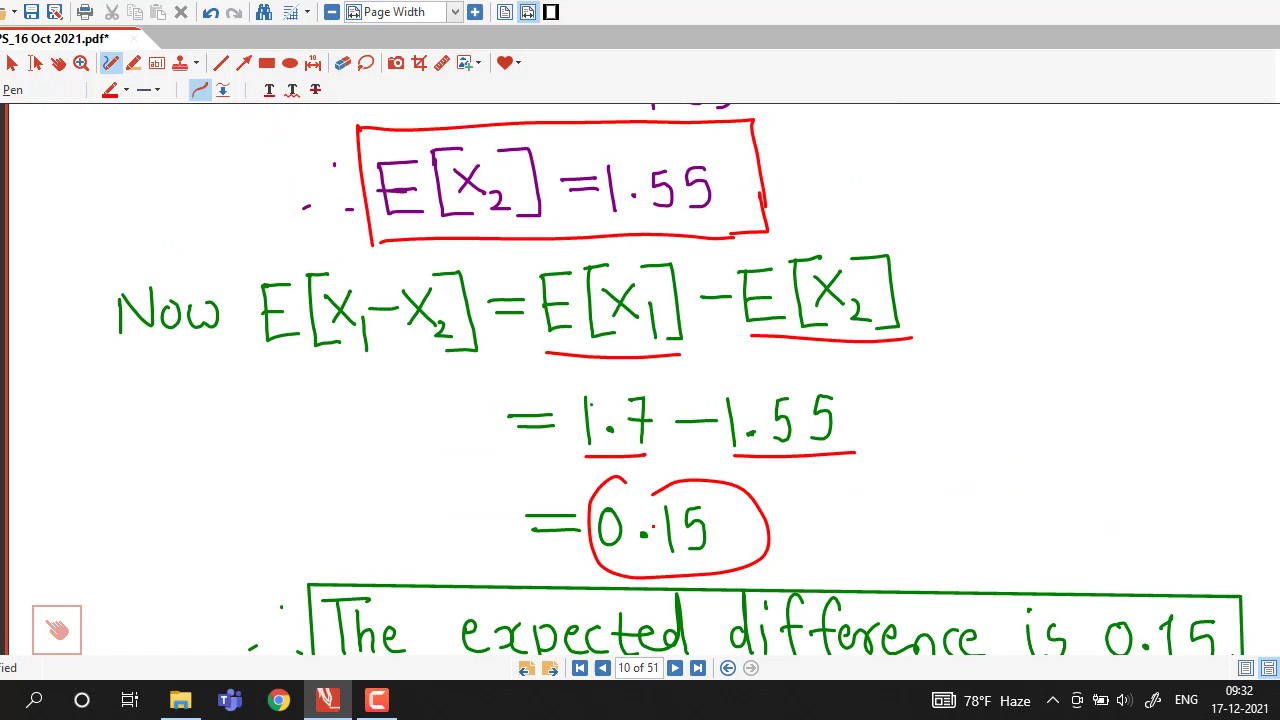 Page Width
PS_16 Oct 2021.pdf*
Pen
∴ E[X₂] = 1.55
Now E[X₁-X₂] = E[X₁] - E[X₂]
= 1.7 - 1.55
= 0.15
∴ The expected difference is 0.15
10 of 51
78°F Haze
ENG
09:32
17-12-2021